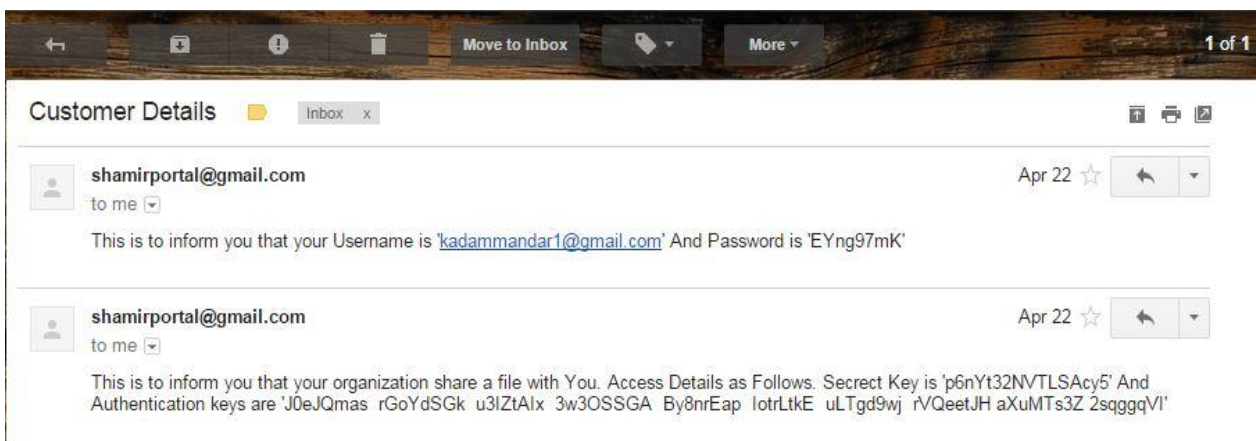 Move to Inbox
More
1 of 1
Customer Details
Inbox x
shamirportal@gmail.com
Apr 22
to me
This is to inform you that your Username is 'kadammandar1@gmail.com' And Password is 'EYng97mK'
shamirportal@gmail.com
Apr 22
to me
This is to inform you that your organization share a file with You. Access Details as Follows. Secrect Key is 'p6nYt32NVTLSAcy5' And
Authentication keys are 'J0eJQmas rGoYdSGk u3IZtAIx 3w3OSSGA By8nrEap IotrLtkE uLTgd9wj rVQeetJH aXuMTs3Z 2sqggqVI'